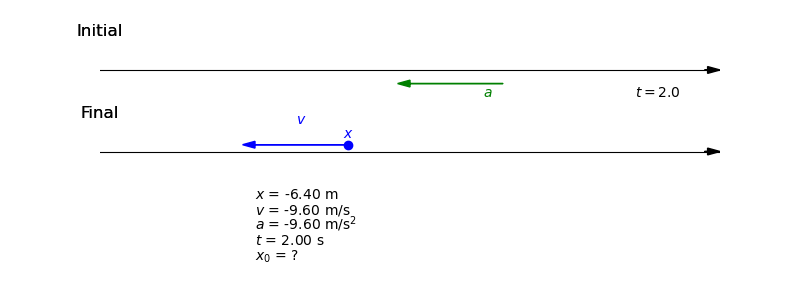 Initial
a
t = 2.0
Final
v
x
x = -6.40 m
v = -9.60 m/s
a = -9.60 m/s²
t = 2.00 s
x₀ = ?